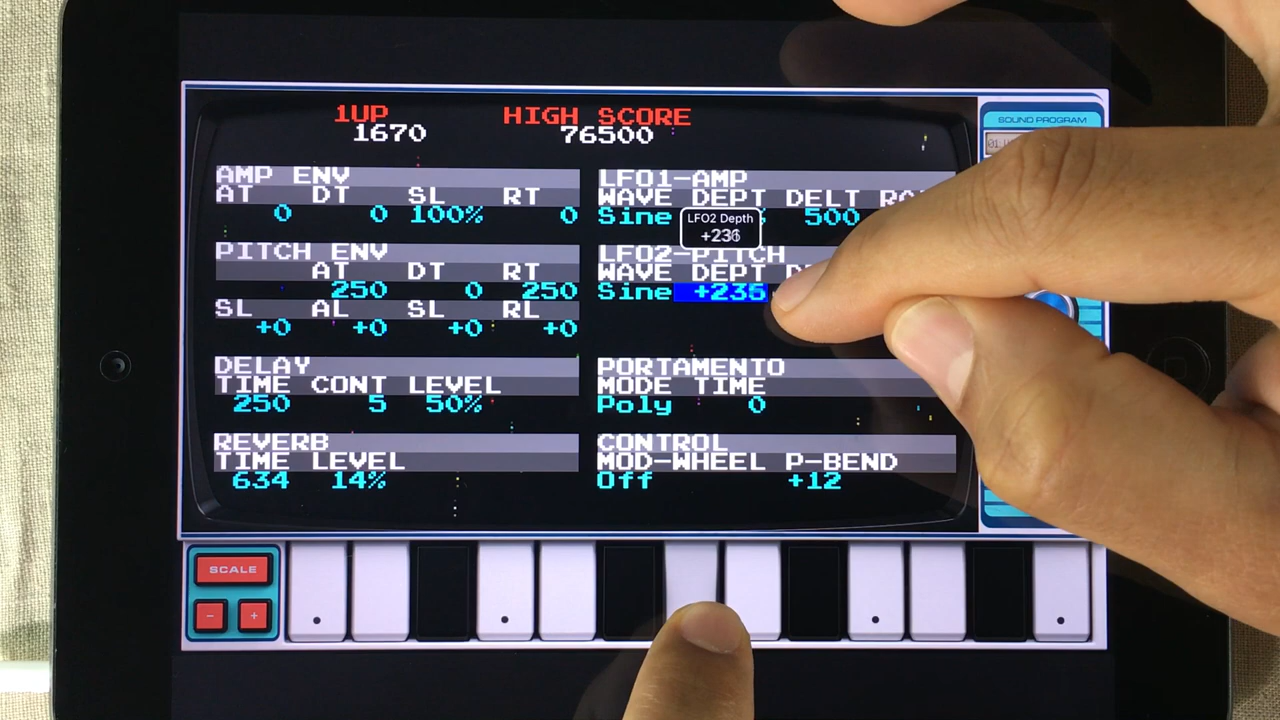 1UP HIGH SCORE
1670 76500
SOUND PROGRAM
AMP ENV
AT DT SL RT
0 0 100% 0
PITCH ENV
AT DT RT
250 0 250
SL AL SL RL
+0 +0 +0 +0
DELAY
TIME CONT LEVEL
250 5 50%
REVERB
TIME LEVEL
634 14%
LFO1-AMP
WAVE DEPT DELT
Sine 500
LFO2 Depth
+236
LFO2-PITCH
WAVE DEPT
Sine +236
PORTAMENTO
MODE TIME
Poly 0
CONTROL
MOD-WHEEL P-BEND
Off +12
SCALE
- +